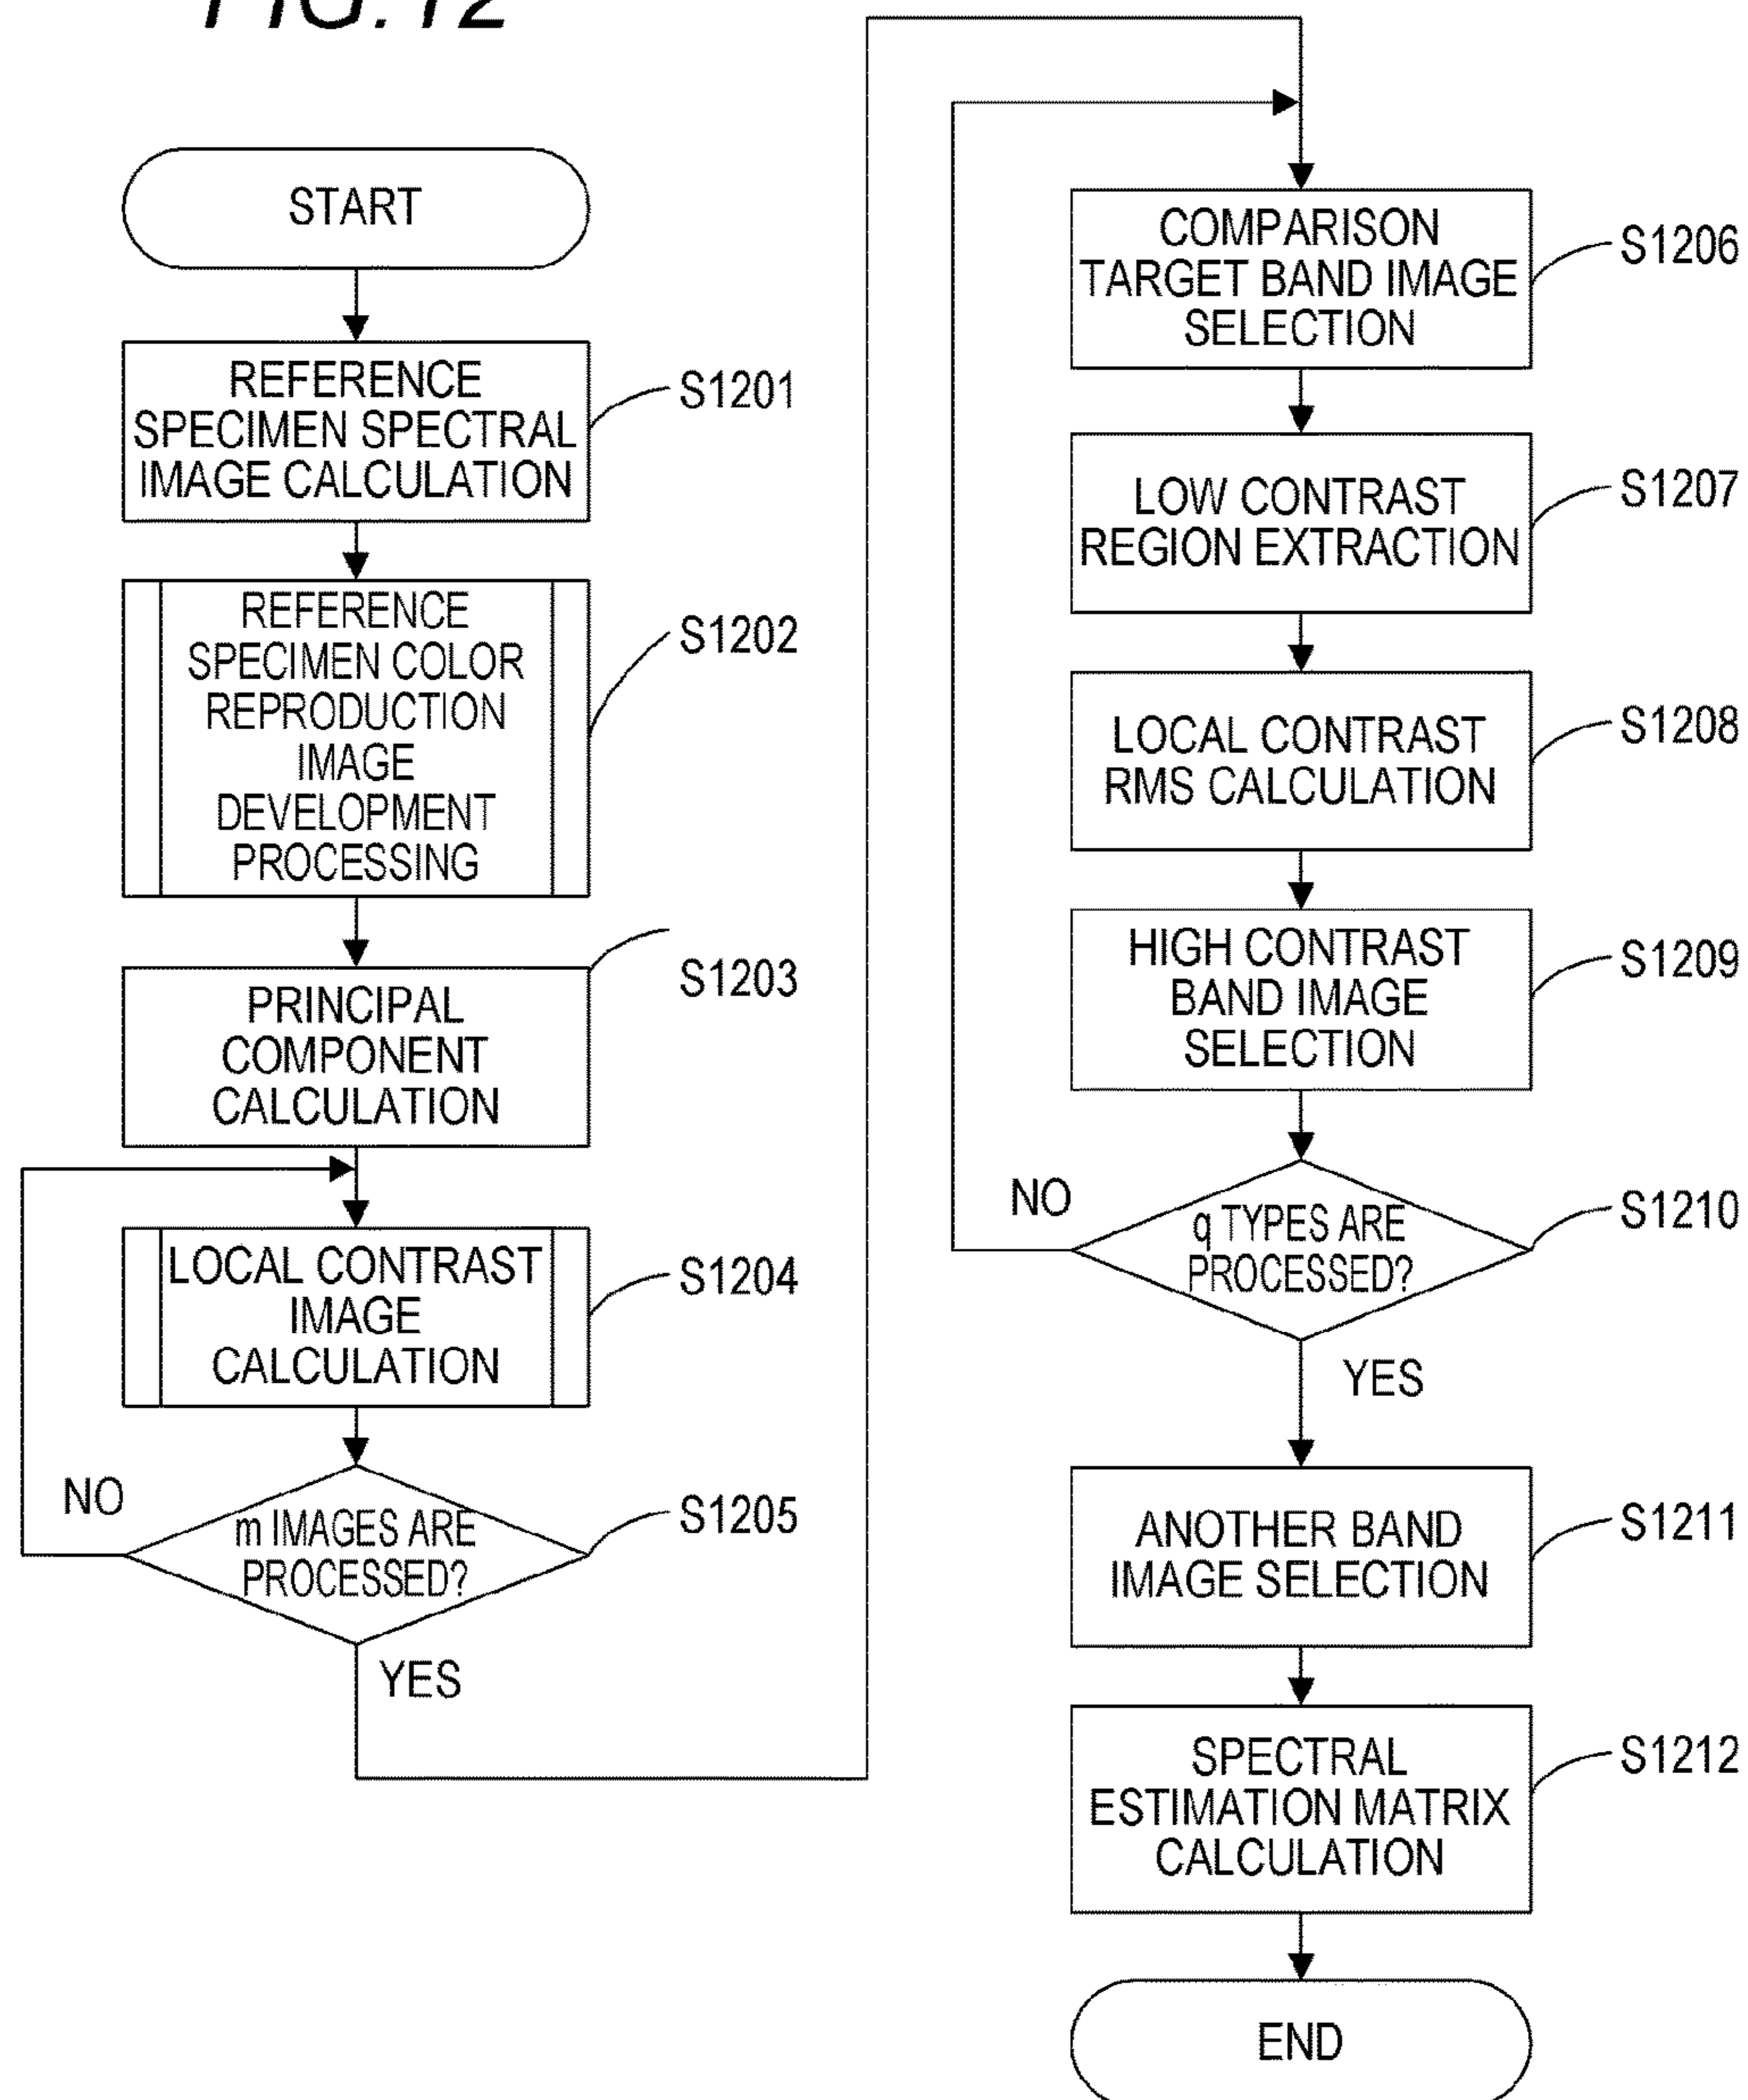 FIG.12
START
REFERENCE
SPECIMEN SPECTRAL
IMAGE CALCULATION
S1201
REFERENCE
SPECIMEN COLOR
REPRODUCTION
IMAGE
DEVELOPMENT
PROCESSING
S1202
S1203
PRINCIPAL
COMPONENT
CALCULATION
LOCAL CONTRAST
IMAGE
CALCULATION
S1204
NO
m IMAGES ARE
PROCESSED?
S1205
YES
COMPARISON
TARGET BAND IMAGE
SELECTION
S1206
LOW CONTRAST
REGION EXTRACTION
S1207
LOCAL CONTRAST
RMS CALCULATION
S1208
HIGH CONTRAST
BAND IMAGE
SELECTION
S1209
NO
q TYPES ARE
PROCESSED?
S1210
YES
ANOTHER BAND
IMAGE SELECTION
S1211
SPECTRAL
ESTIMATION MATRIX
CALCULATION
S1212
END